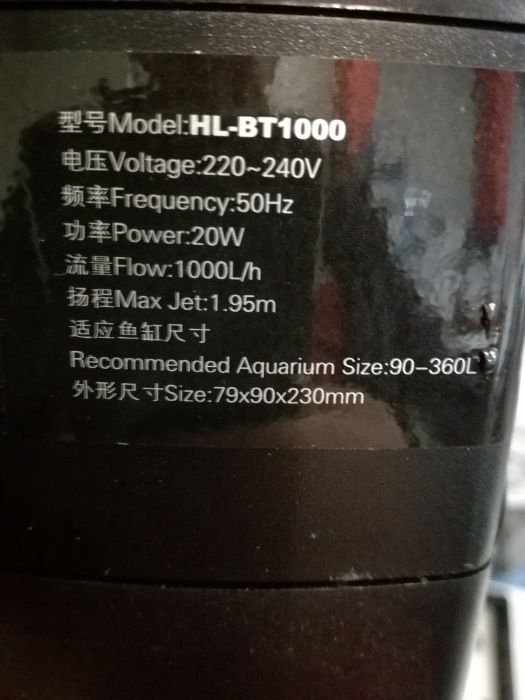 型号Model:HL-BT1000
电压Voltage:220~240V
频率Frequency:50Hz
功率Power:20W
流量Flow:1000L/h
扬程Max Jet:1.95m
适应鱼缸尺寸
Recommended Aquarium Size:90-360L
外形尺寸Size:79x90x230mm